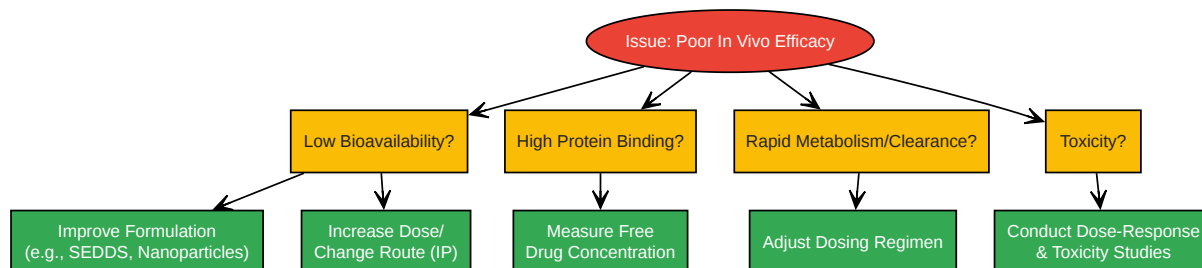 Issue: Poor In Vivo Efficacy
Low Bioavailability?
High Protein Binding?
Rapid Metabolism/Clearance?
Toxicity?
Improve Formulation
(e.g., SEDDS, Nanoparticles)
Increase Dose/
Change Route (IP)
Measure Free
Drug Concentration
Adjust Dosing Regimen
Conduct Dose-Response
& Toxicity Studies